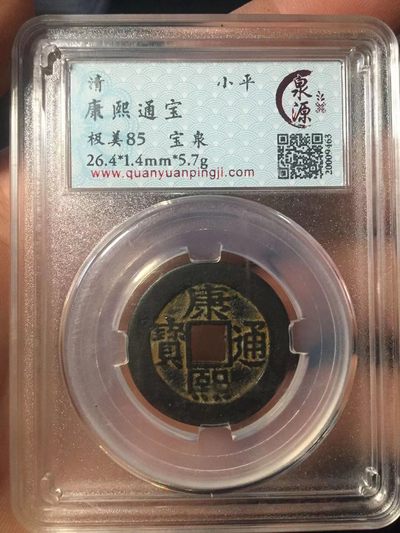 清 小平
康熙通宝
极美85 宝泉
26.4*1.4mm*5.7g
www.quanyuanpingji.com
泉源
20009463
康熙通寶